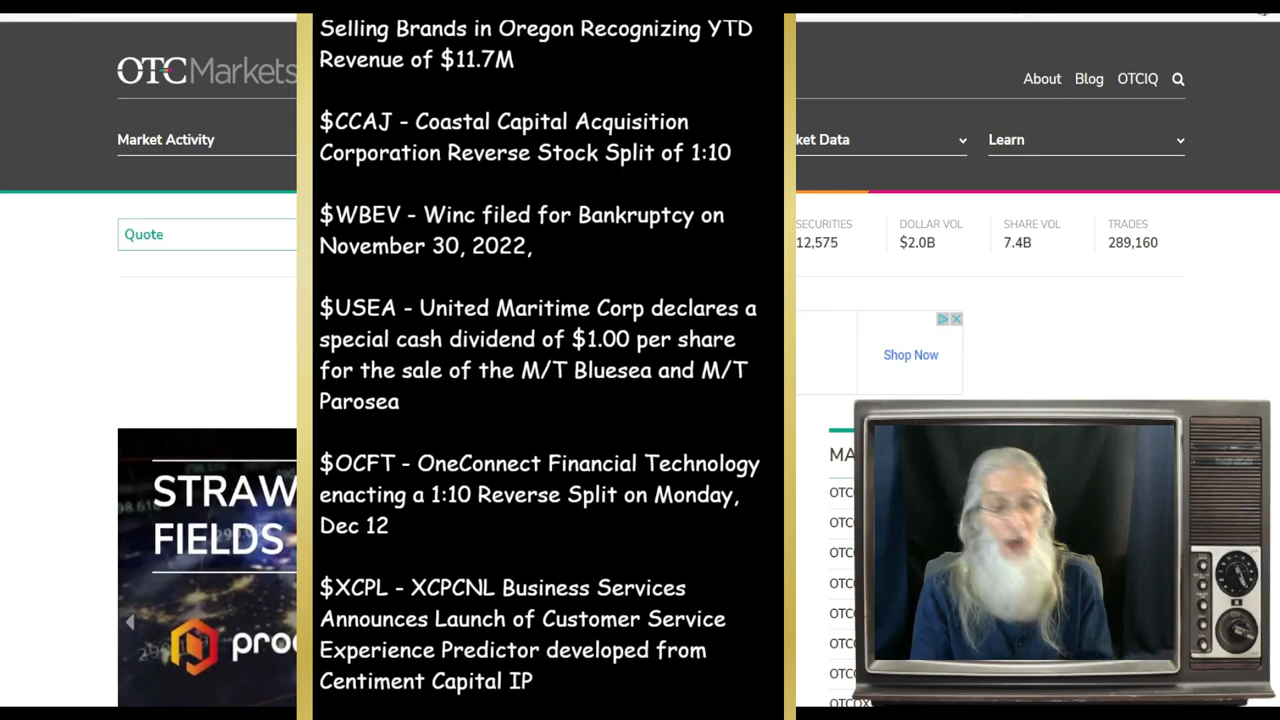 Selling Brands in Oregon Recognizing YTD
Revenue of $11.7M
$CCAJ - Coastal Capital Acquisition
Corporation Reverse Stock Split of 1:10
$WBEV - Winc filed for Bankruptcy on
November 30, 2022,
$USEA - United Maritime Corp declares a
special cash dividend of $1.00 per share
for the sale of the M/T Bluesea and M/T
Parosea
$OCFT - OneConnect Financial Technology
enacting a 1:10 Reverse Split on Monday,
Dec 12
$XCPL - XCPCNL Business Services
Announces Launch of Customer Service
Experience Predictor developed from
Centiment Capital IP
OTCMarkets
About Blog OTCIQ
Market Activity
ket Data
Learn
Quote
SECURITIES DOLLAR VOL SHARE VOL TRADES
12,575 $2.0B 7.4B 289,160
Shop Now
STRAW
FIELDS
proc
MA
OTCQ